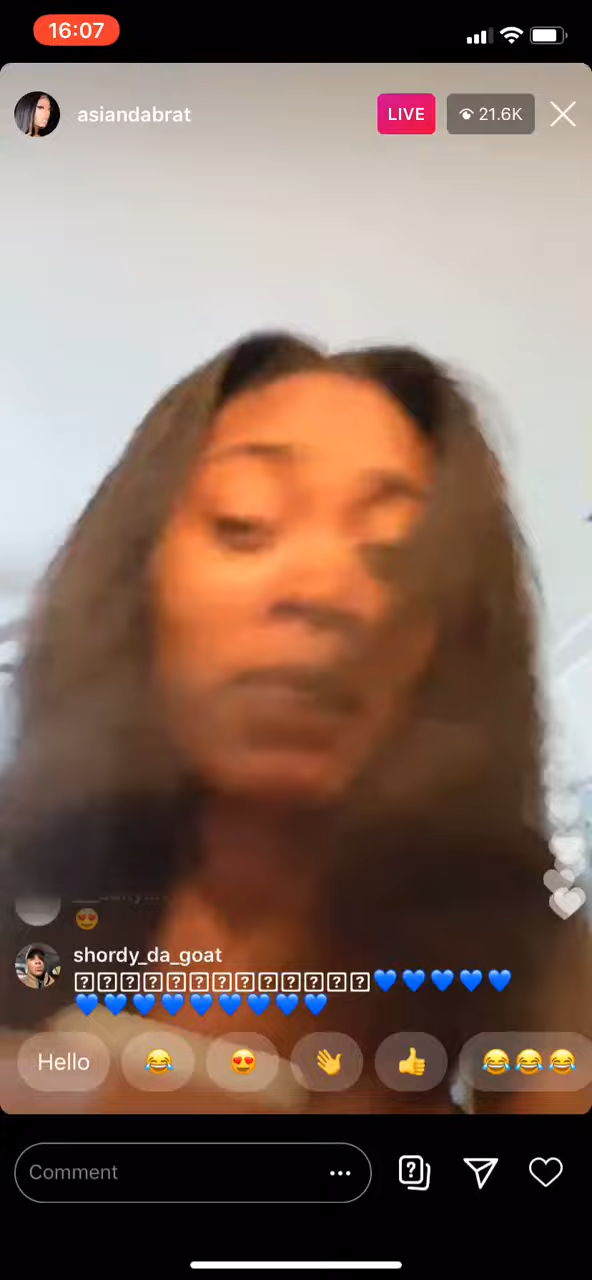 16:07
asiandabrat
LIVE
21.6K
😍
shordy_da_goat
💙💙💙💙💙
💙💙💙💙💙💙💙💙💙
Hello 😂 😍 👋 👍 😂😂😂
Comment